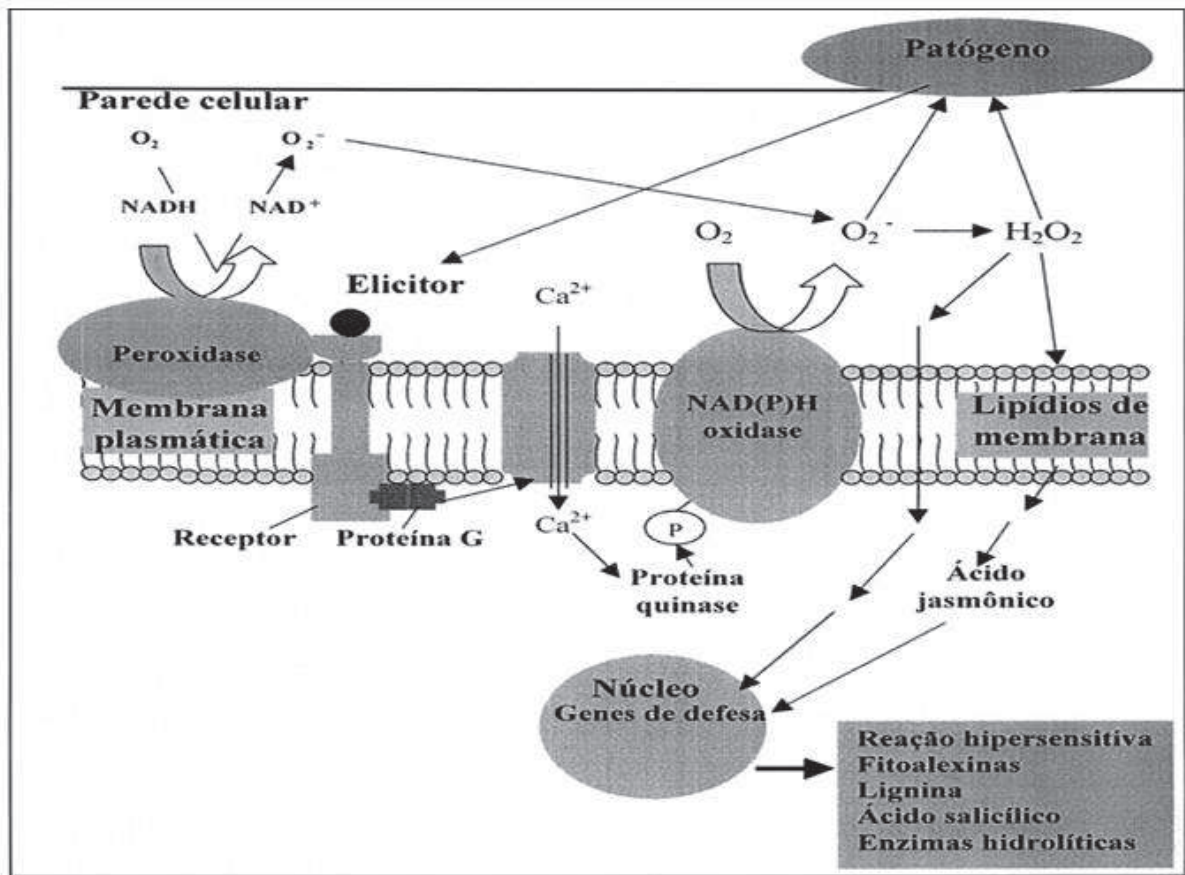 Patógeno
Parede celular
O₂
O₂⁻
NADH
NAD⁺
O₂
O₂⁻
H₂O₂
Elicitor
Ca²⁺
Peroxidase
Membrana
plasmática
NAD(P)H
oxidase
Lipídios de
membrana
Receptor
Proteína G
Ca²⁺
P
Proteína
quinase
Ácido
jasmônico
Núcleo
Genes de defesa
Reação hipersensitiva
Fitoalexinas
Lignina
Ácido salicílico
Enzimas hidrolíticas